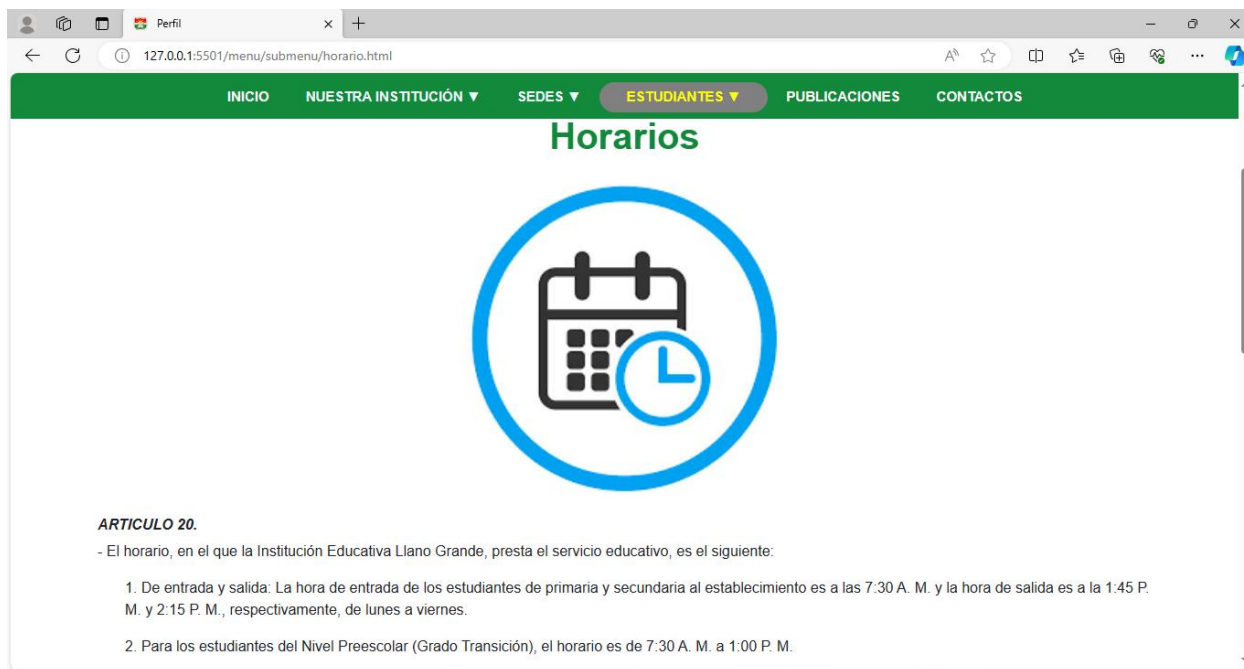 Perfil
127.0.0.1:5501/menu/submenu/horario.html
INICIO NUESTRA INSTITUCIÓN ▼ SEDES ▼ ESTUDIANTES ▼ PUBLICACIONES CONTACTOS
Horarios
ARTICULO 20.
- El horario, en el que la Institución Educativa Llano Grande, presta el servicio educativo, es el siguiente:
1. De entrada y salida: La hora de entrada de los estudiantes de primaria y secundaria al establecimiento es a las 7:30 A. M. y la hora de salida es a la 1:45 P.
M. y 2:15 P. M., respectivamente, de lunes a viernes.
2. Para los estudiantes del Nivel Preescolar (Grado Transición), el horario es de 7:30 A. M. a 1:00 P. M.